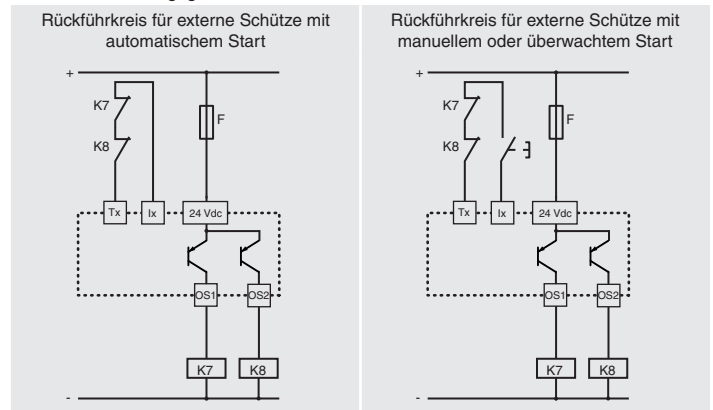 Rückführkreis für externe Schütze mit
automatischem Start
+
K7
K8
F
Tx
Ix
24 Vdc
OS1
OS2
K7
K8
-
Rückführkreis für externe Schütze mit
manuellem oder überwachtem Start
+
K7
K8
F
Tx
Ix
24 Vdc
OS1
OS2
K7
K8
-